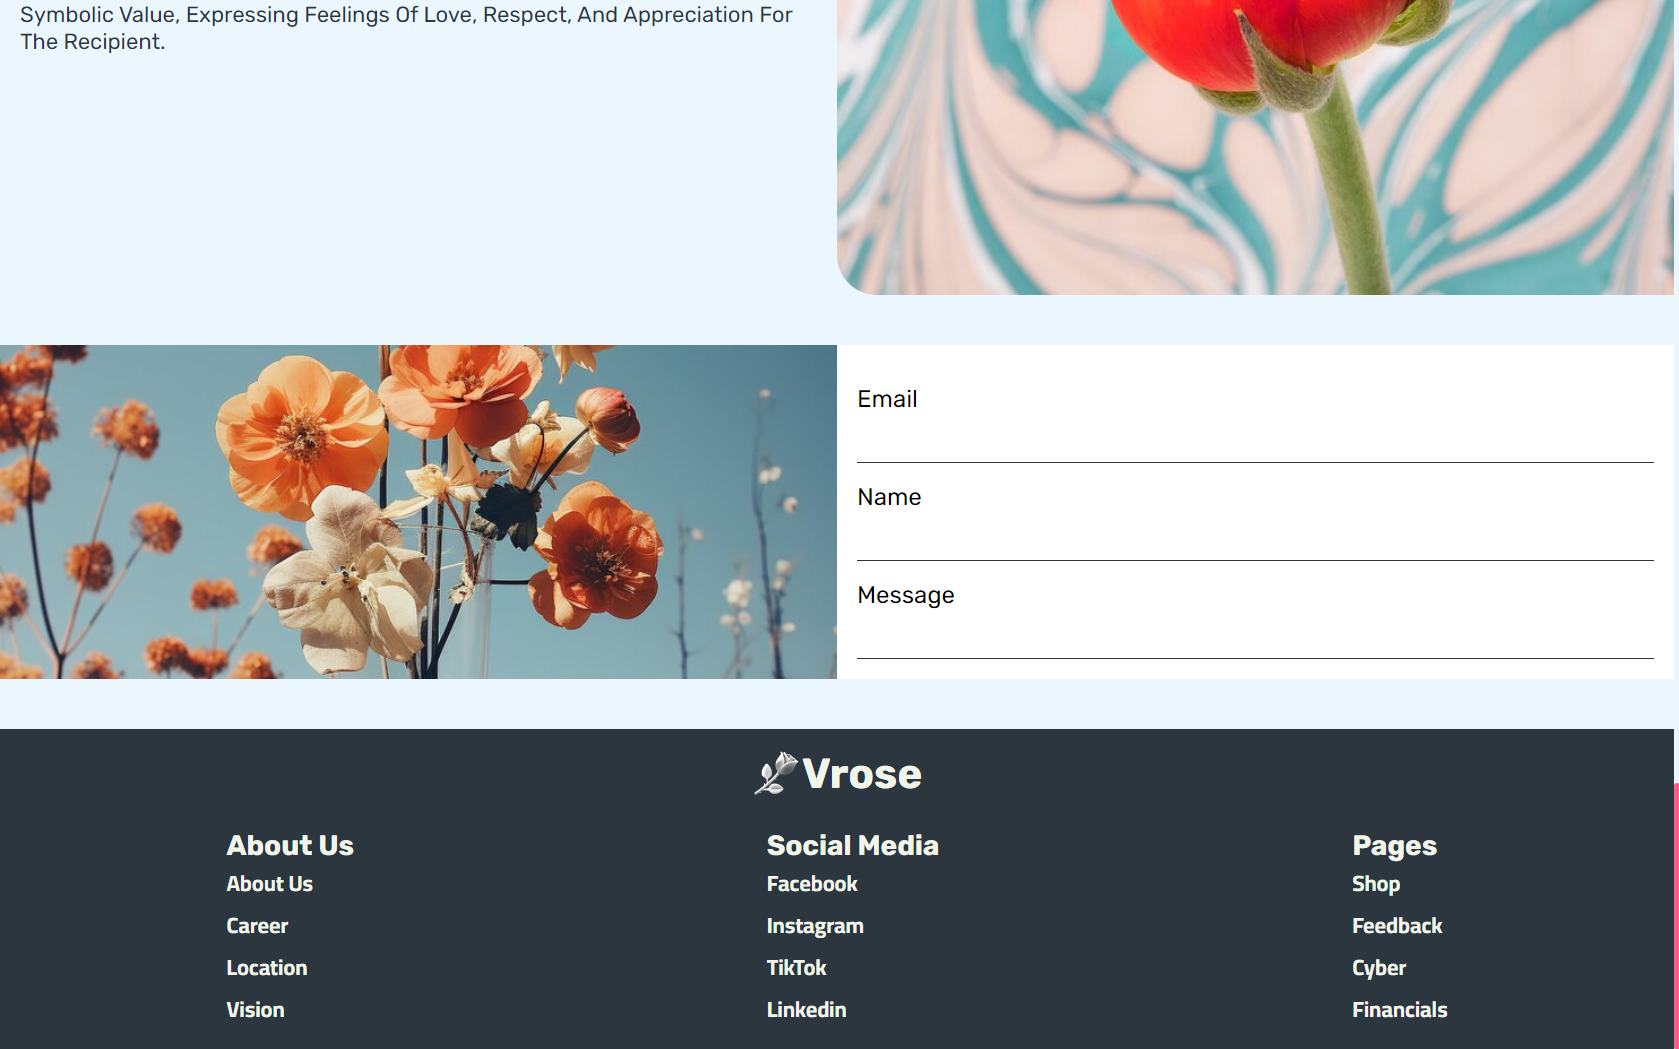 Symbolic Value, Expressing Feelings Of Love, Respect, And Appreciation For
The Recipient.
Email
Name
Message
Vrose
About Us
About Us
Career
Location
Vision
Social Media
Facebook
Instagram
TikTok
Linkedin
Pages
Shop
Feedback
Cyber
Financials